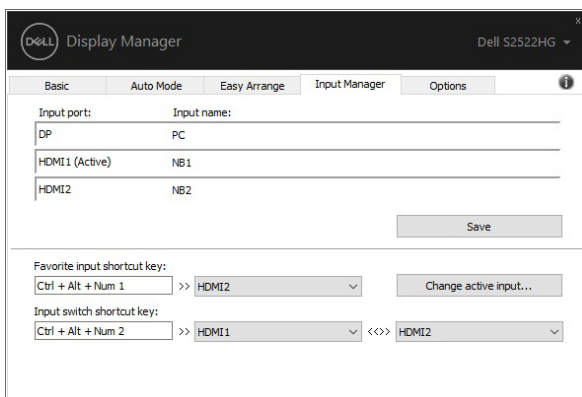 x
DELL Display Manager Dell S2522HG
Basic Auto Mode Easy Arrange Input Manager Options i
Input port: Input name:
DP PC
HDMI1 (Active) NB1
HDMI2 NB2
Save
Favorite input shortcut key:
Ctrl + Alt + Num 1 >> HDMI2 Change active input...
Input switch shortcut key:
Ctrl + Alt + Num 2 >> HDMI1 <<>> HDMI2